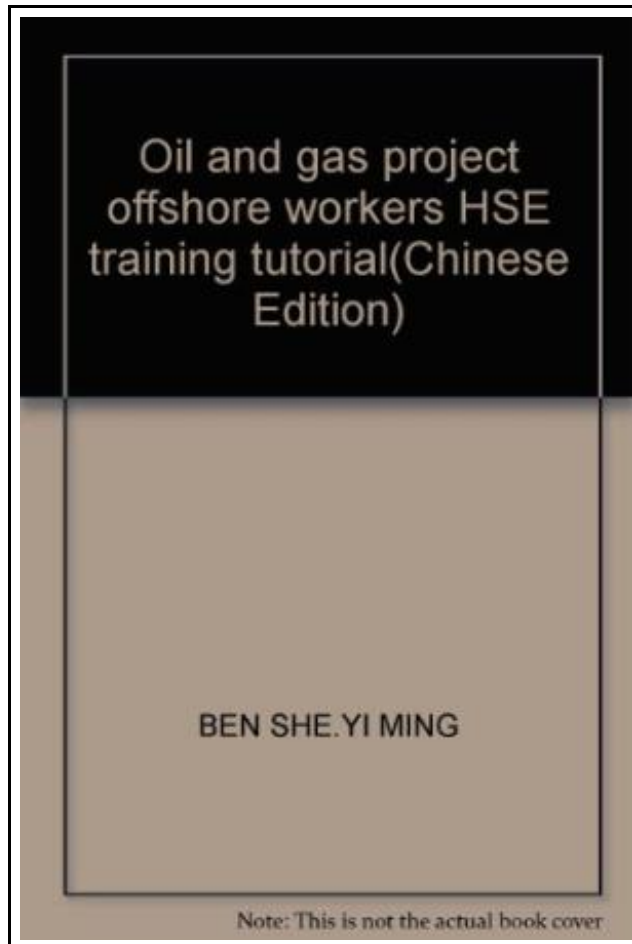 Oil and gas project
offshore workers HSE
training tutorial(Chinese
Edition)
BEN SHE.YI MING
Note: This is not the actual book cover